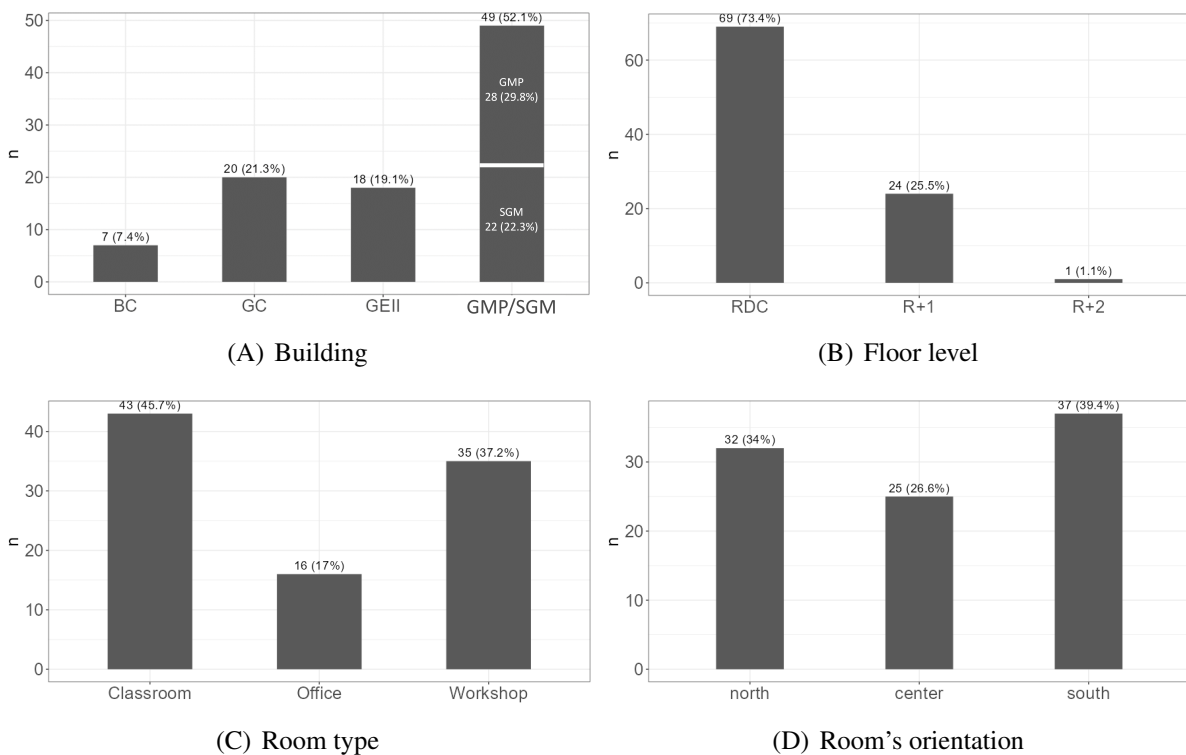 49 (52.1%)
50
40
30
20
10
0
n
GMP
28 (29.8%)
20 (21.3%)
18 (19.1%)
SGM
22 (22.3%)
7 (7.4%)
BC
GC
GEII
GMP/SGM
(A) Building
69 (73.4%)
60
40
20
0
n
24 (25.5%)
1 (1.1%)
RDC
R+1
R+2
(B) Floor level
43 (45.7%)
40
30
20
10
0
n
35 (37.2%)
16 (17%)
Classroom
Office
Workshop
(C) Room type
37 (39.4%)
30
20
10
0
n
32 (34%)
25 (26.6%)
north
center
south
(D) Room's orientation